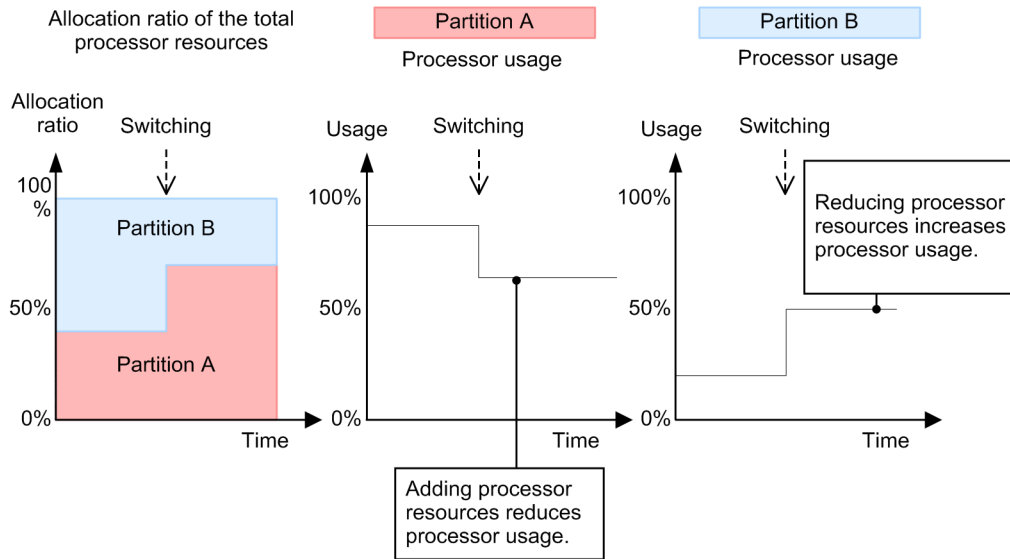 Allocation ratio of the total
processor resources
Partition A
Processor usage
Partition B
Processor usage
Allocation
ratio
Switching
100
%
Partition B
50%
Partition A
0%
Time
Usage
Switching
100%
50%
0%
Time
Adding processor
resources reduces
processor usage.
Usage
Switching
100%
50%
0%
Time
Reducing processor
resources increases
processor usage.